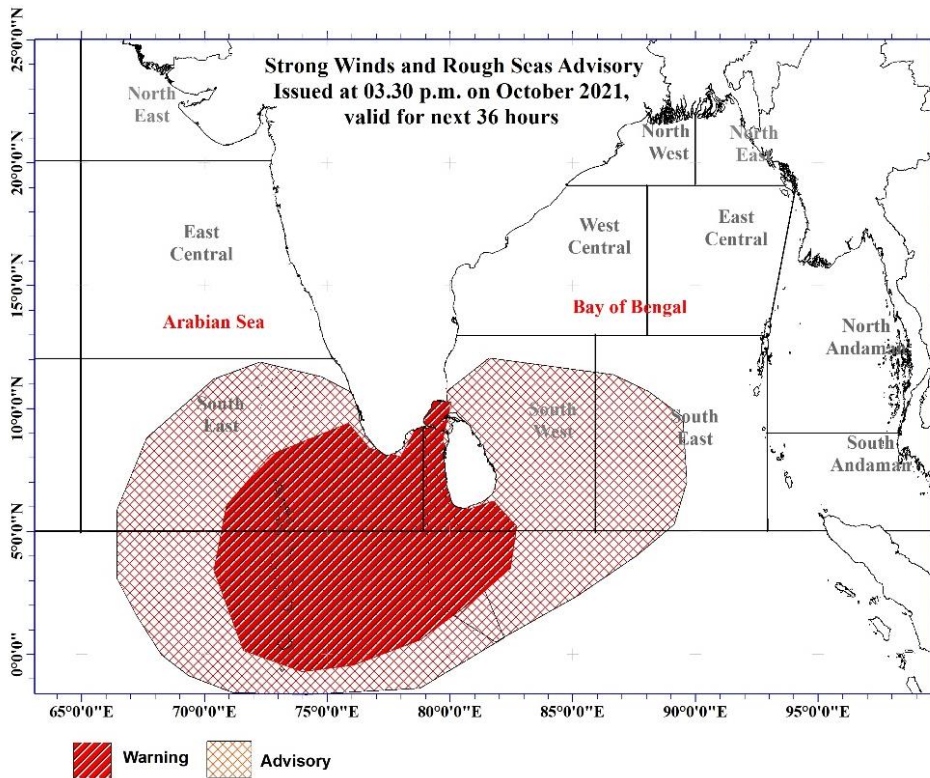 Strong Winds and Rough Seas Advisory
Issued at 03.30 p.m. on October 2021,
valid for next 36 hours
25°0'0"N
20°0'0"N
15°0'0"N
10°0'0"N
5°0'0"N
0°0'0"
North
East
North
West
North
East
East
Central
West
Central
East
Central
Arabian Sea
Bay of Bengal
North
Andaman
South
East
South
West
South
East
South
Andaman
65°0'0"E
70°0'0"E
75°0'0"E
80°0'0"E
85°0'0"E
90°0'0"E
95°0'0"E
Warning
Advisory